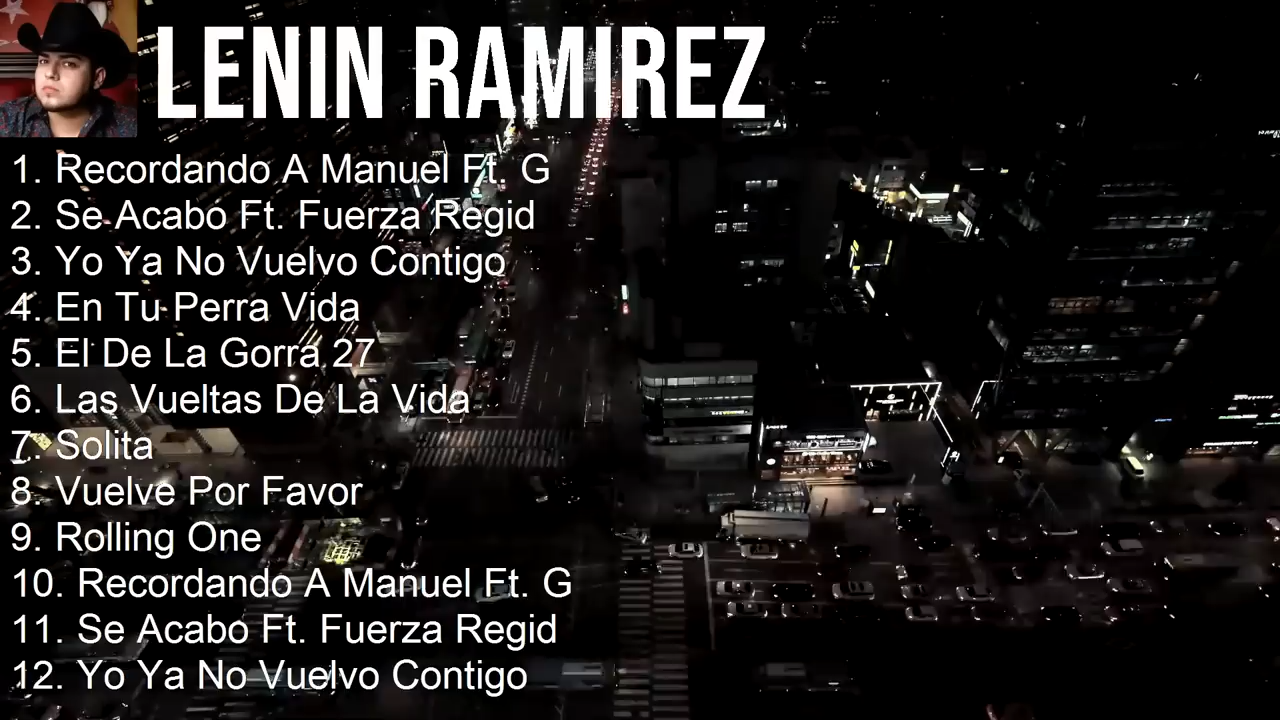 LENIN RAMIREZ
1. Recordando A Manuel Ft. G
2. Se Acabo Ft. Fuerza Regid
3. Yo Ya No Vuelvo Contigo
4. En Tu Perra Vida
5. El De La Gorra 27
6. Las Vueltas De La Vida
7. Solita
8. Vuelve Por Favor
9. Rolling One
10. Recordando A Manuel Ft. G
11. Se Acabo Ft. Fuerza Regid
12. Yo Ya No Vuelvo Contigo